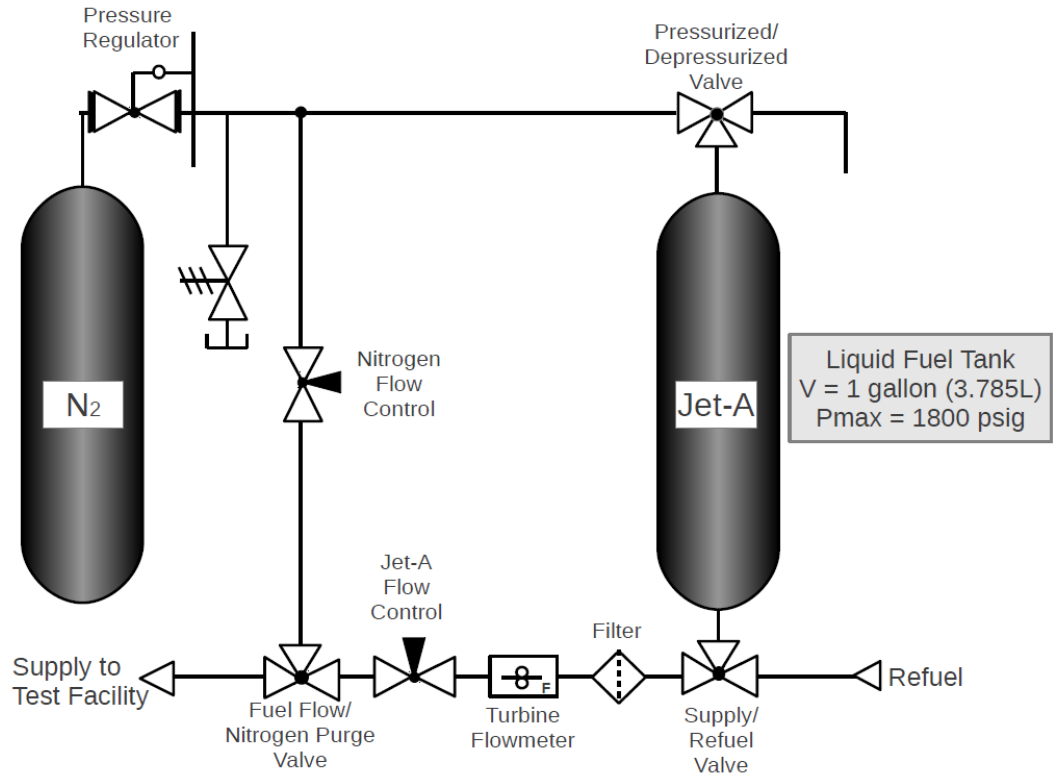 Pressure
Regulator
Pressurized/
Depressurized
Valve
N2
Nitrogen
Flow
Control
Jet-A
Liquid Fuel Tank
V = 1 gallon (3.785L)
Pmax = 1800 psig
Jet-A
Flow
Control
Filter
Supply to
Test Facility
F
Refuel
Fuel Flow/
Nitrogen Purge
Valve
Turbine
Flowmeter
Supply/
Refuel
Valve